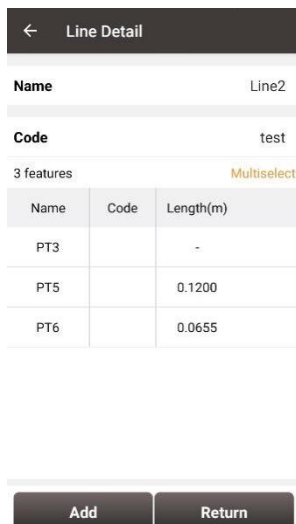 Line Detail
Name Line2
Code test
3 features Multiselect
Name Code Length(m)
PT3 -
PT5 0.1200
PT6 0.0655
Add Return